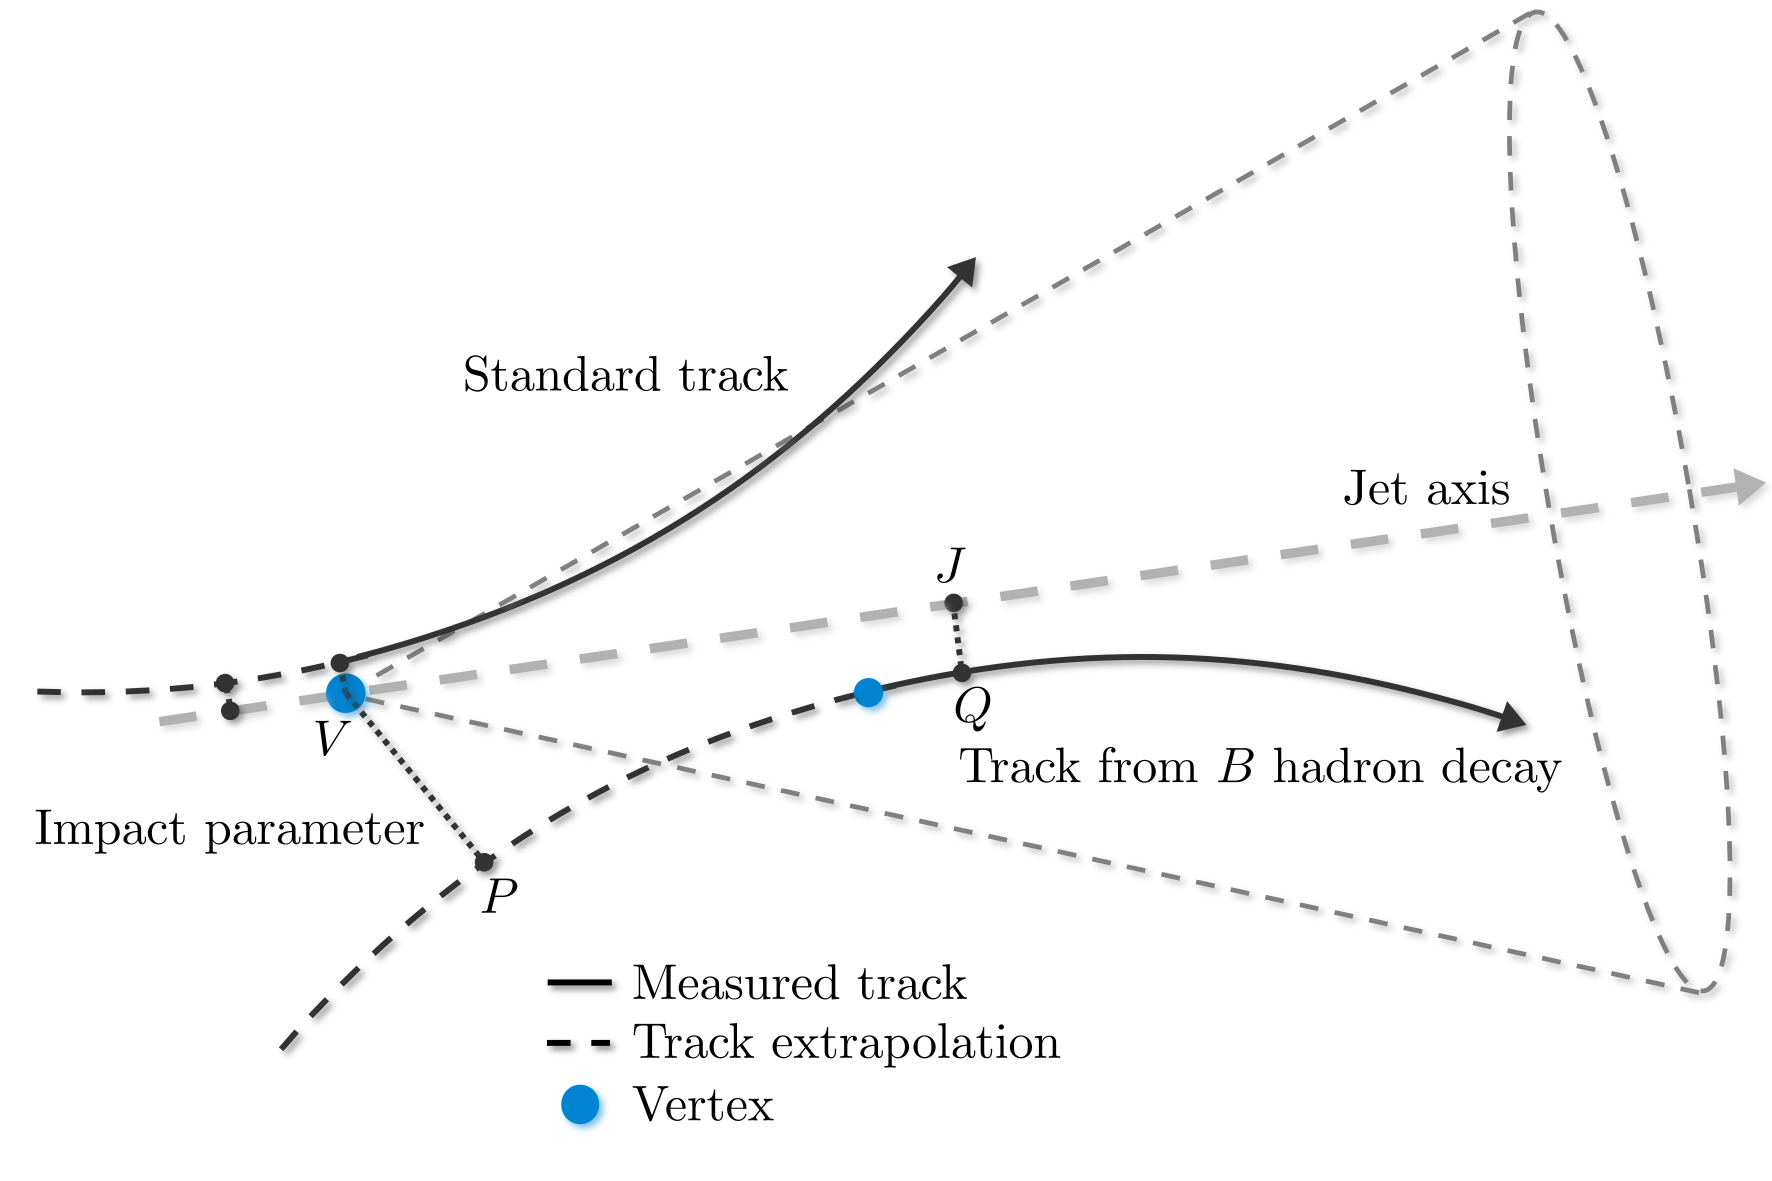 Standard track
Jet axis
J
V
Q
Track from B hadron decay
Impact parameter
P
Measured track
Track extrapolation
Vertex